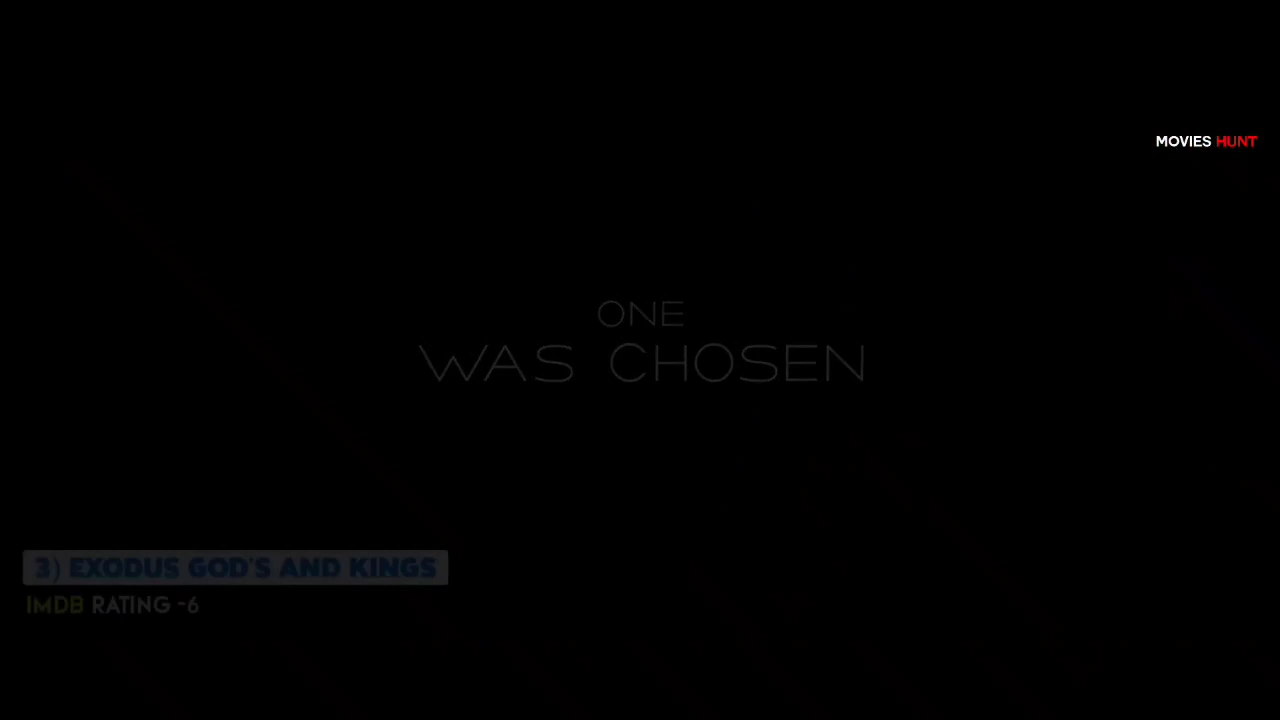 MOVIES HUNT
ONE
WAS CHOSEN
3) EXODUS GOD'S AND KINGS
IMDB RATING -6